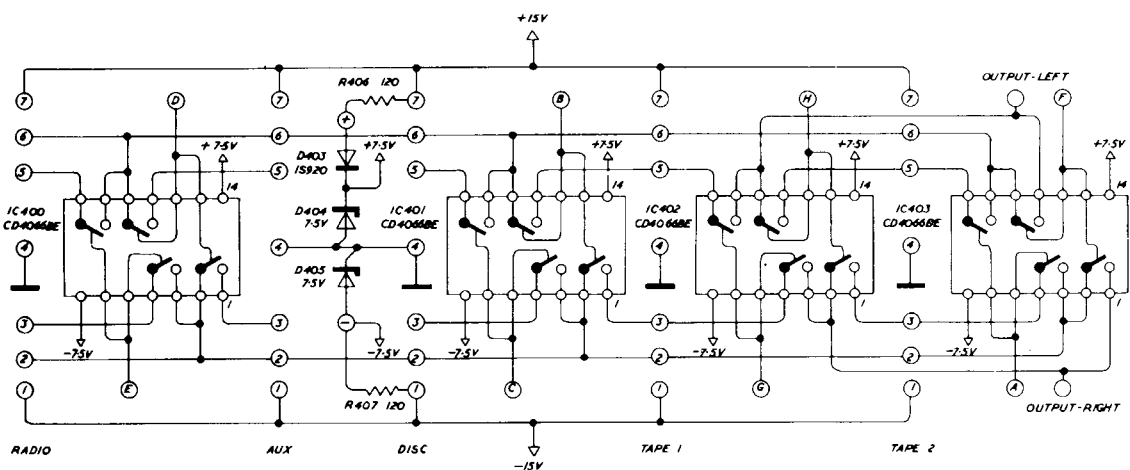 +15V
R406 120
OUTPUT-LEFT
7 7 7 7 7
D B H F
+
6 6 6 6 6
+7·5V +7·5V +7·5V +7·5V +7·5V
D403
1S920
5 5 5 5 5
14 14 14 14
IC400
CD4066BE
D404
7·5V
IC401
CD4066BE
IC402
CD4066BE
IC403
CD4066BE
4 4 4 4 4
D405
7·5V
1 1 1 1
3 3 3 3 3
−
−7·5V −7·5V −7·5V −7·5V −7·5V
2 2 2 2 2
E C G A
1 1 1 1 1
R407 120
OUTPUT-RIGHT
RADIO AUX DISC TAPE 1 TAPE 2
−15V